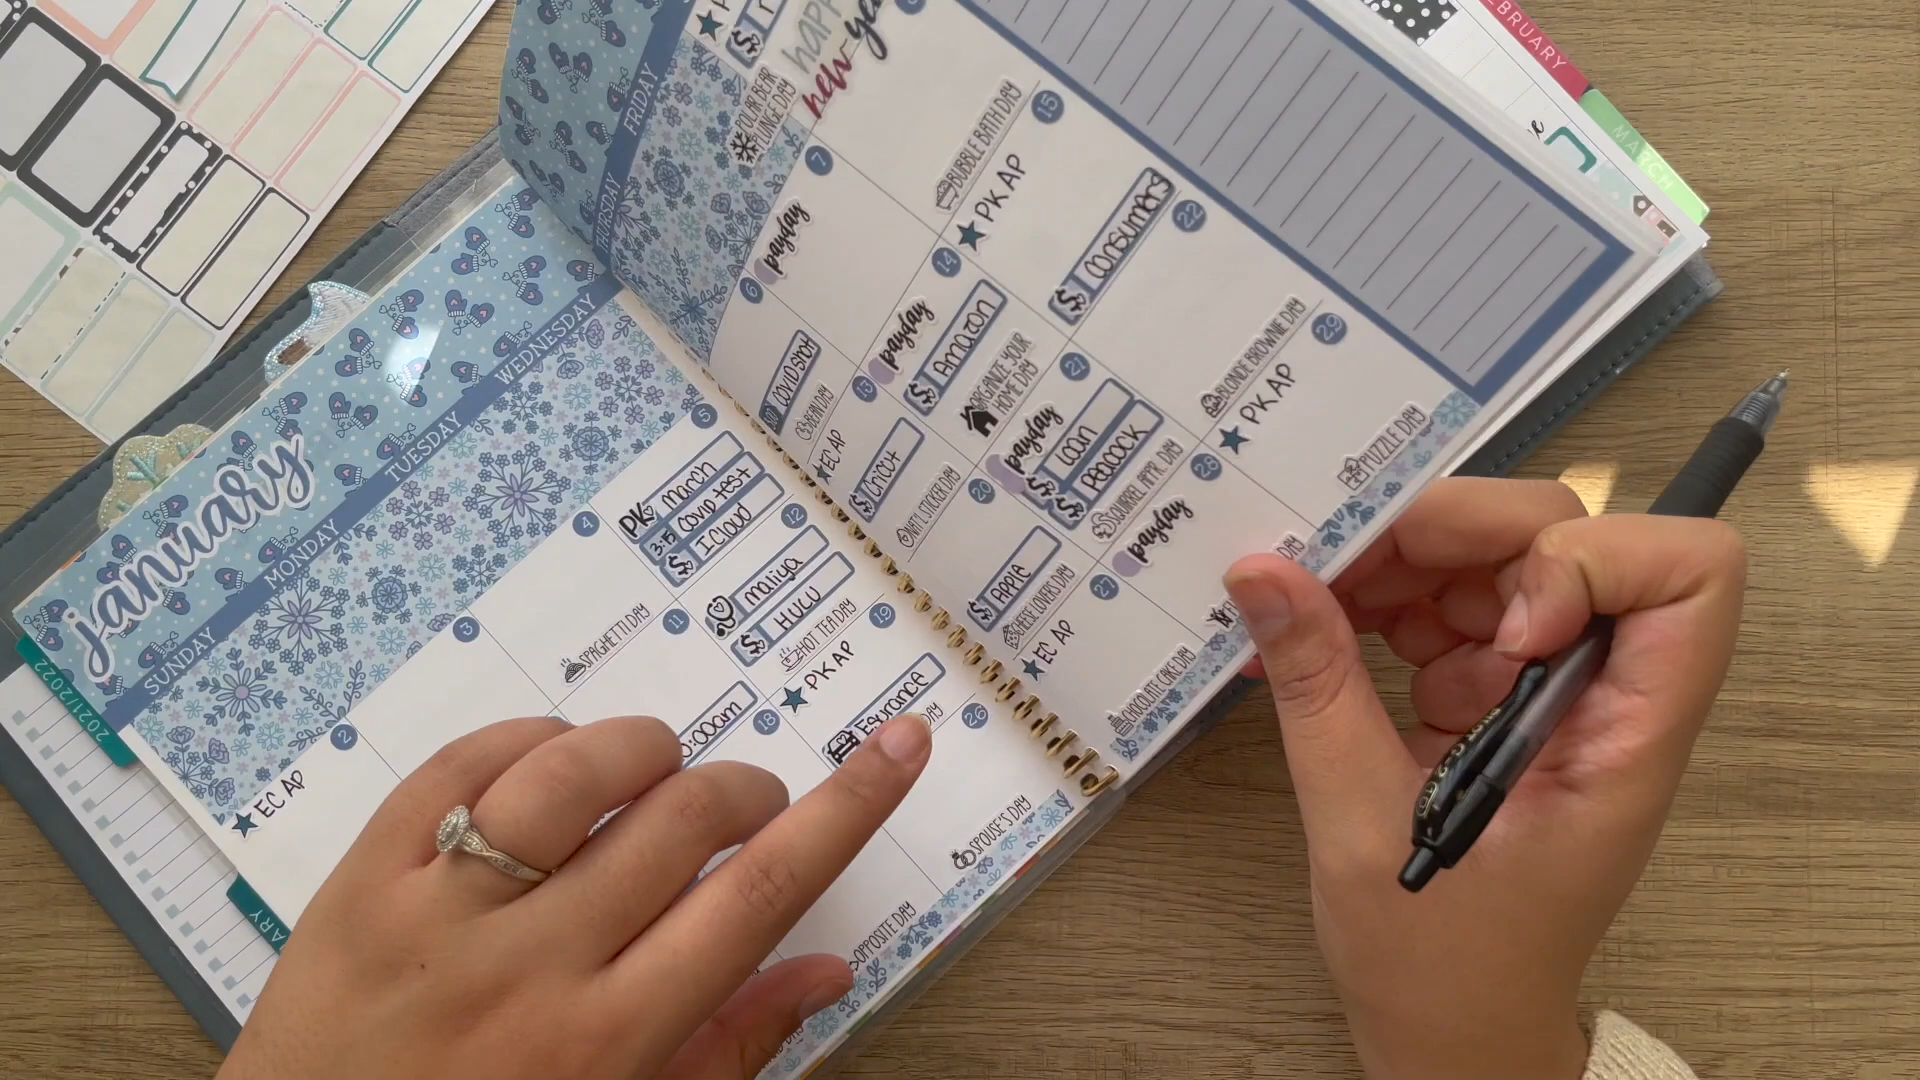 january
2021/2022
SUNDAY
MONDAY
TUESDAY
WEDNESDAY
THURSDAY
FRIDAY
FEBRUARY
MARCH
2
EC AP
3
4
SPAGHETTI DAY
5
march
3:15 covid test
$ icloud
11
12
maliya
$ HULU
HOT TEA DAY
18
19
PK AP
Esurance
DAY
OPPOSITE DAY
26
SPOUSE'S DAY
6
COVID SHOT
BEAN DAY
13
EC AP
$ Cricut
NAT'L STICKER DAY
20
$ APPLE
CHEESE LOVERS DAY
27
EC AP
CHOCOLATE CAKE DAY
POLAR BEAR
PLUNGE DAY
happy
new year
7
payday
14
payday
$ Amazon
ORGANIZE YOUR
HOME DAY
21
payday
$ loan
$ Peacock
SQUIRREL APPR. DAY
28
payday
BUBBLE BATH DAY
15
PK AP
$ consumers
22
BLONDE BROWNIE DAY
29
PK AP
PUZZLE DAY
G2